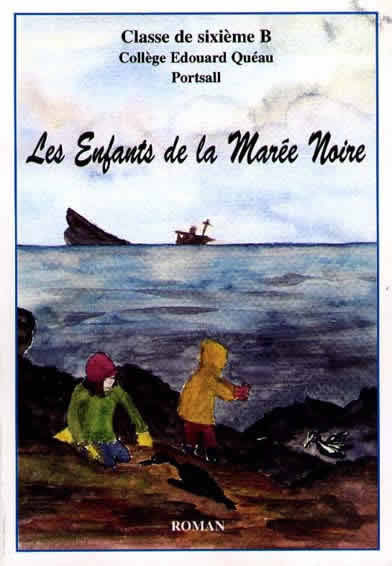 Classe de sixième B
Collège Edouard Quéau
Portsall
Les Enfants de la Marée Noire
ROMAN